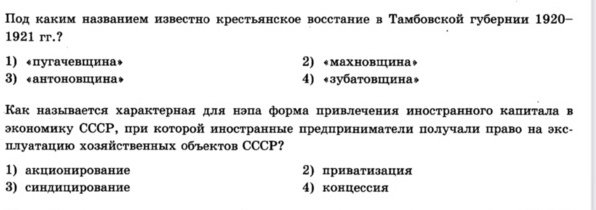 Под каким названием известно крестьянское восстание в Тамбовской губернии 1920–
1921 гг.?
1) «пугачевщина»
2) «махновщина»
3) «антоновщина»
4) «зубатовщина»
Как называется характерная для нэпа форма привлечения иностранного капитала в
экономику СССР, при которой иностранные предприниматели получали право на экс-
плуатацию хозяйственных объектов СССР?
1) акционирование
2) приватизация
3) синдицирование
4) концессия